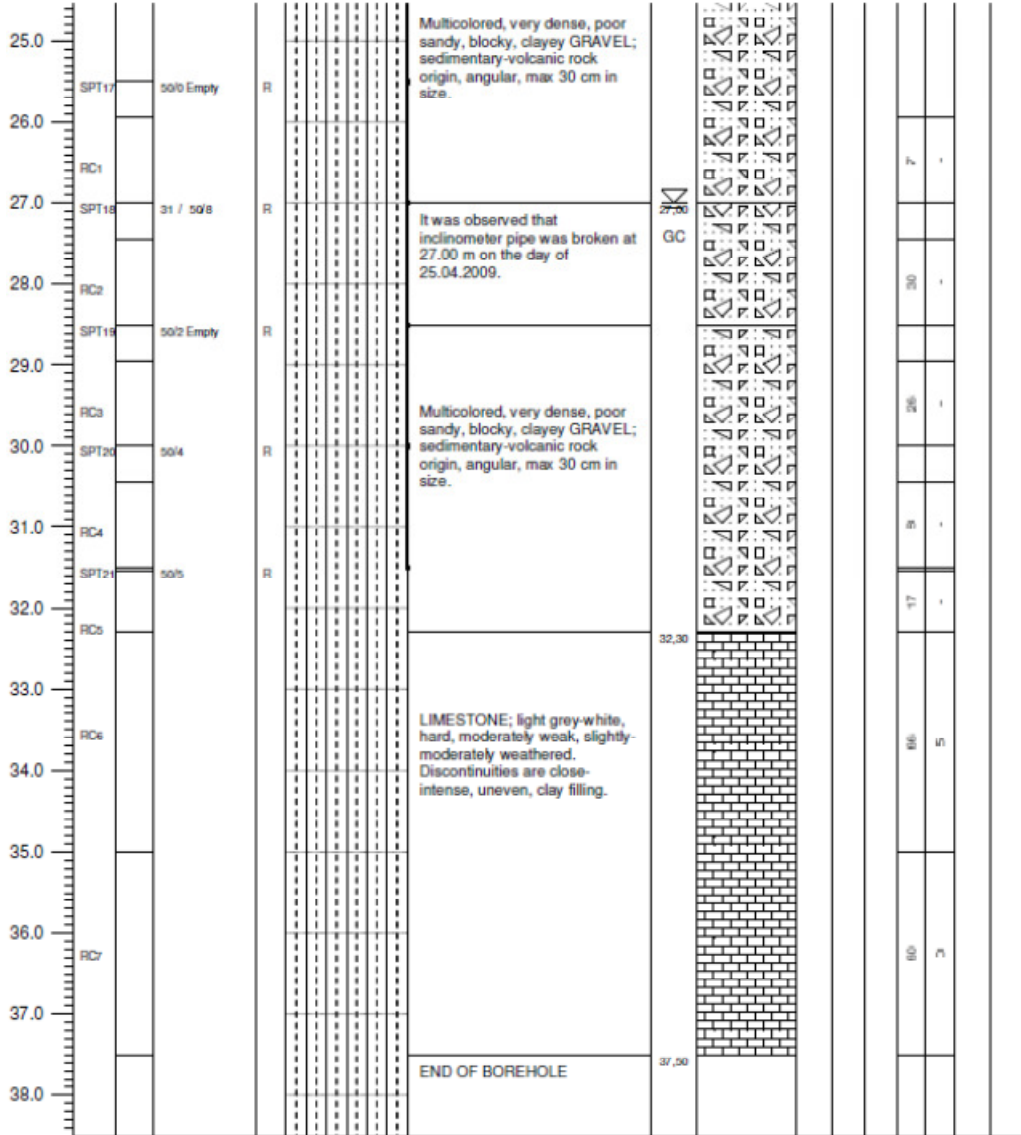 Multicolored, very dense, poor
25.0
sandy, blocky, clayey GRAVEL;
sedimentary-volcanic rock
origin, angular, max 30 cm in
size.
SPT17 50/0 Empty R
26.0
RC1 7 -
27.0
27,00
SPT18 31 / 50/8 R
It was observed that
inclinometer pipe was broken at
27.00 m on the day of
25.04.2009.
GC
28.0
RC2 30 -
SPT19 50/2 Empty R
29.0
RC3 26 -
Multicolored, very dense, poor
sandy, blocky, clayey GRAVEL;
sedimentary-volcanic rock
origin, angular, max 30 cm in
size.
30.0
SPT20 50/4 R
31.0
RC4 -
SPT21 50/5 R
32.0
17 -
RC5
32,30
33.0
LIMESTONE; light grey-white,
hard, moderately weak, slightly-
moderately weathered.
Discontinuities are close-
intense, uneven, clay filling.
RC6 66
34.0
35.0
36.0
RC7 60
37.0
37,50
END OF BOREHOLE
38.0